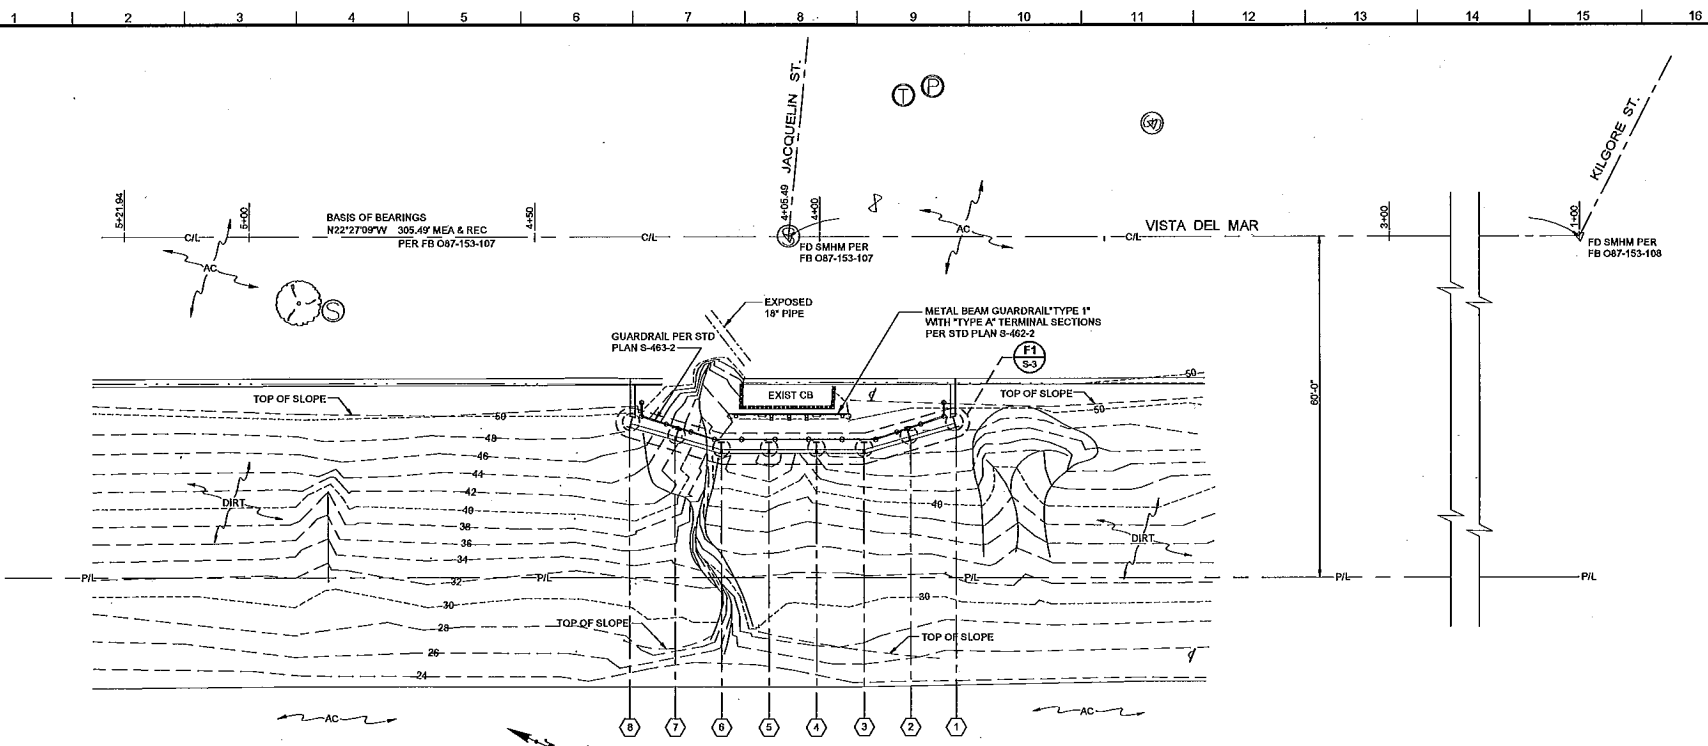 1 2 3 4 5 6 7 8 9 10 11 12 13 14 15 16
JACQUELIN ST.
T
P
KILGORE ST.
5+21.94
5+00
4+50
4+05.49
4+00
3+00
1+00
BASIS OF BEARINGS
N22°27'09"W 305.49' MEA & REC
PER FB O87-153-107
C/L
C/L
C/L
VISTA DEL MAR
AC
AC
S
8
FD SMHM PER
FB O87-153-107
FD SMHM PER
FB O87-153-108
EXPOSED
18" PIPE
GUARDRAIL PER STD
PLAN S-463-2
METAL BEAM GUARDRAIL"TYPE 1"
WITH "TYPE A" TERMINAL SECTIONS
PER STD PLAN S-462-2
F1
S-3
60'-0"
TOP OF SLOPE
EXIST CB
TOP OF SLOPE
50
50
50
48
46
44
42
40
38
36
34
32
30
28
26
24
40
30
DIRT
DIRT
P/L
P/L
P/L
P/L
P/L
TOP OF SLOPE
TOP OF SLOPE
AC
AC
8 7 6 5 4 3 2 1